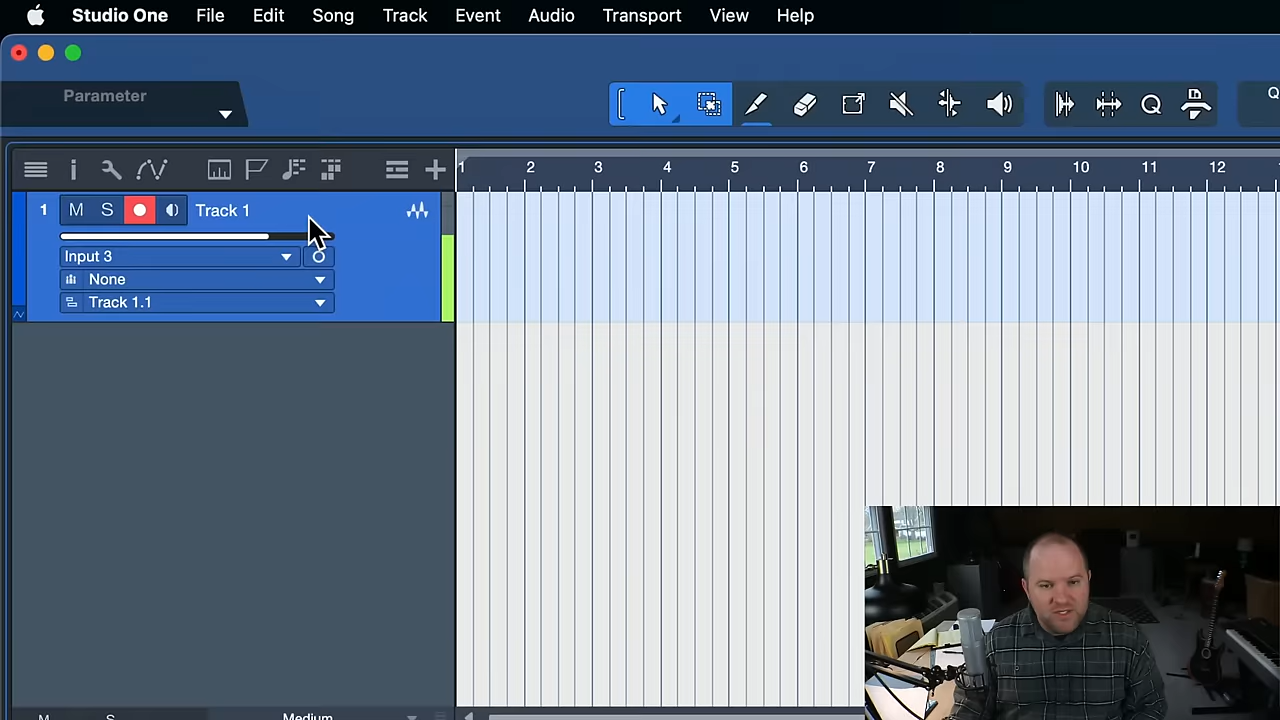 Studio One File Edit Song Track Event Audio Transport View Help
Parameter
Q
1 2 3 4 5 6 7 8 9 10 11 12
1 M S Track 1
Input 3
None
Track 1.1
M S Medium